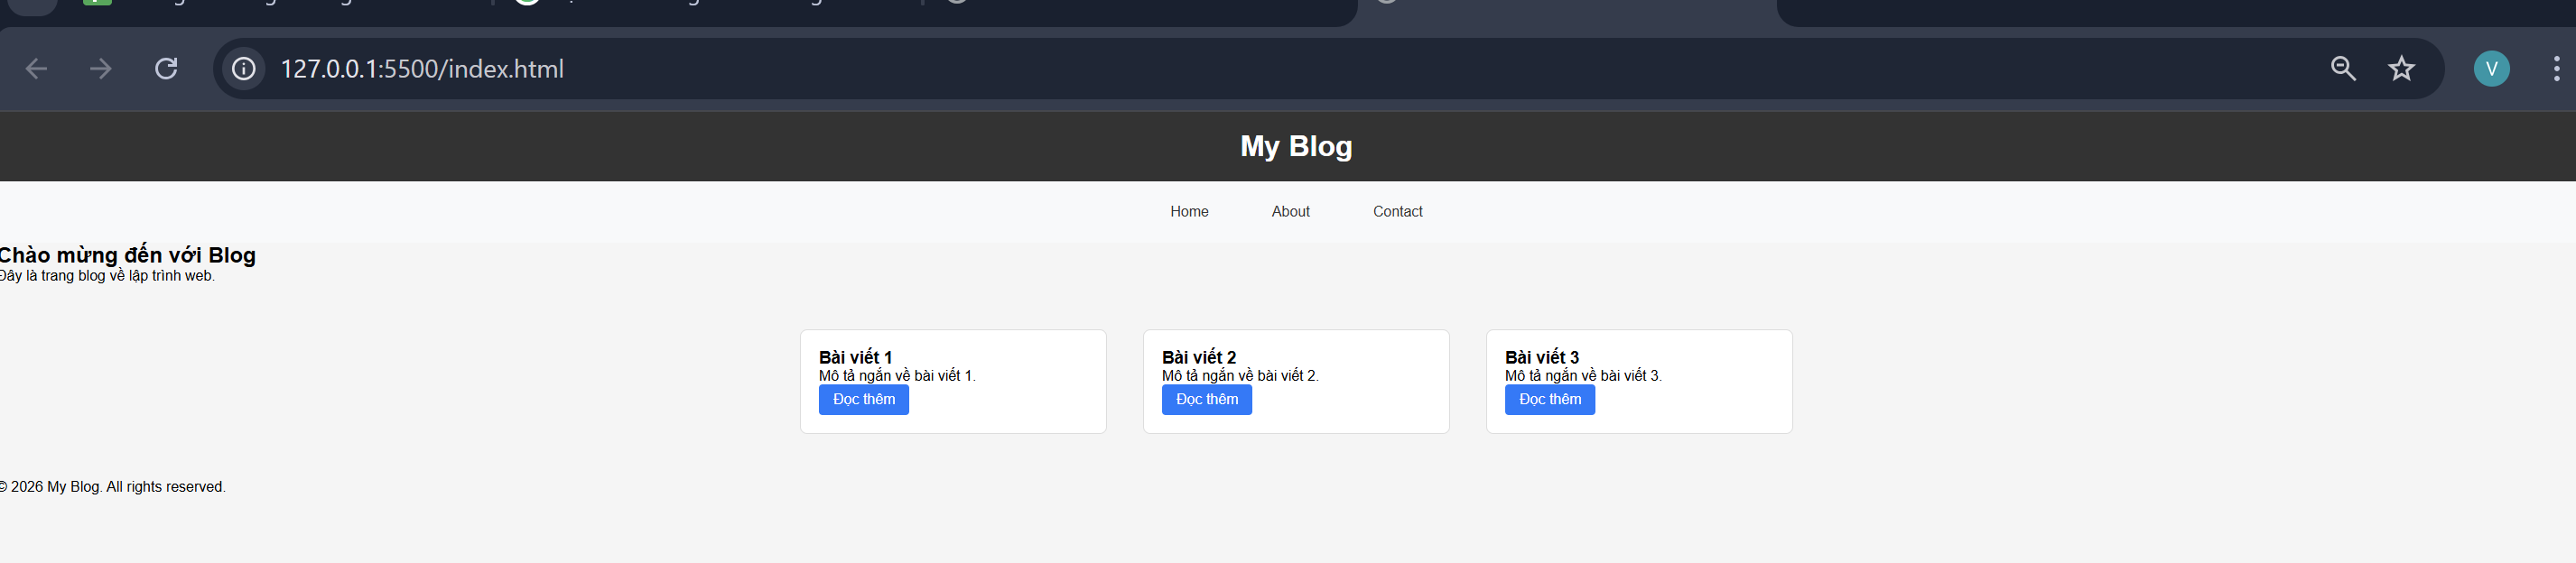 127.0.0.1:5500/index.html
V
My Blog
Home About Contact
Chào mừng đến với Blog
Đây là trang blog về lập trình web.
Bài viết 1
Mô tả ngắn về bài viết 1.
Đọc thêm
Bài viết 2
Mô tả ngắn về bài viết 2.
Đọc thêm
Bài viết 3
Mô tả ngắn về bài viết 3.
Đọc thêm
© 2026 My Blog. All rights reserved.